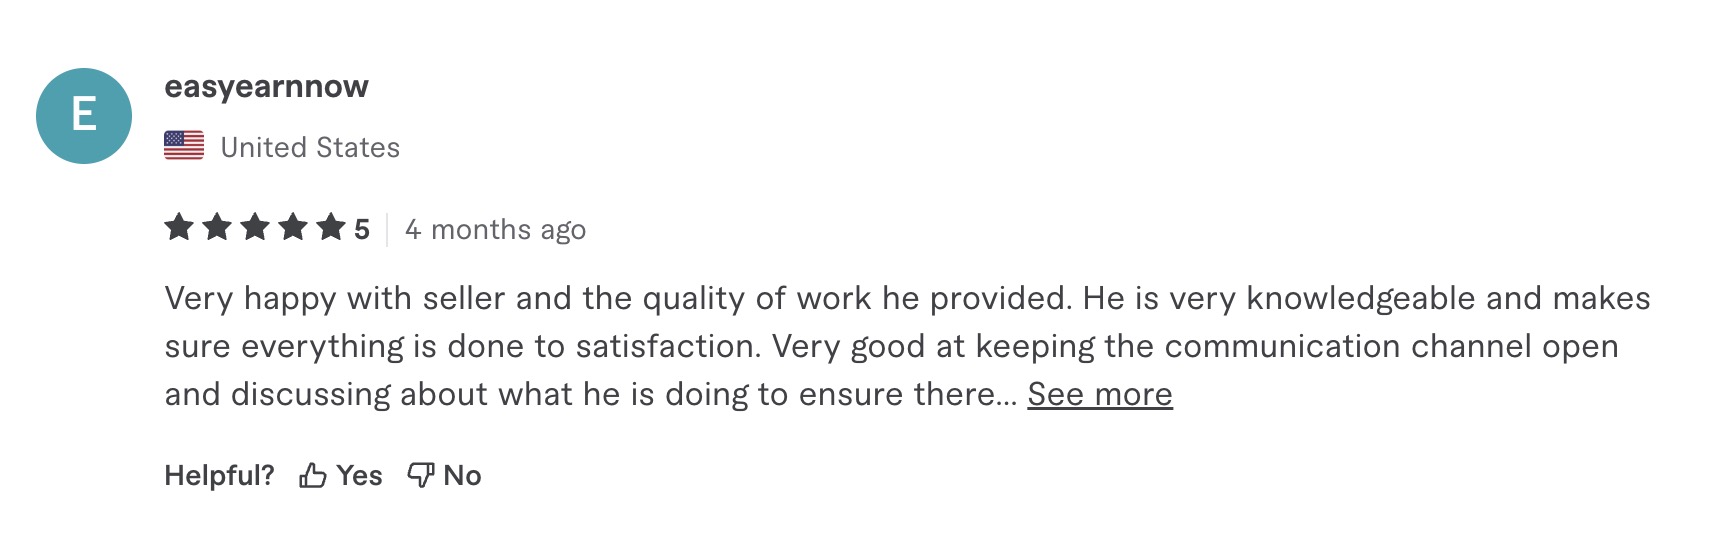 E
easyearnnow
United States
5
4 months ago
Very happy with seller and the quality of work he provided. He is very knowledgeable and makes
sure everything is done to satisfaction. Very good at keeping the communication channel open
and discussing about what he is doing to ensure there... See more
Helpful? Yes No